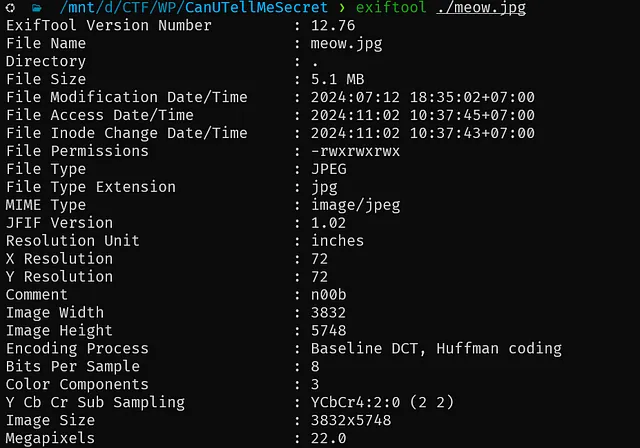 /mnt/d/CTF/WP/CanUTellMeSecret ❯ exiftool ./meow.jpg
ExifTool Version Number         : 12.76
File Name                       : meow.jpg
Directory                       : .
File Size                       : 5.1 MB
File Modification Date/Time     : 2024:07:12 18:35:02+07:00
File Access Date/Time           : 2024:11:02 10:37:45+07:00
File Inode Change Date/Time     : 2024:11:02 10:37:43+07:00
File Permissions                : -rwxrwxrwx
File Type                       : JPEG
File Type Extension             : jpg
MIME Type                       : image/jpeg
JFIF Version                    : 1.02
Resolution Unit                 : inches
X Resolution                    : 72
Y Resolution                    : 72
Comment                         : n00b
Image Width                     : 3832
Image Height                    : 5748
Encoding Process                : Baseline DCT, Huffman coding
Bits Per Sample                 : 8
Color Components                : 3
Y Cb Cr Sub Sampling            : YCbCr4:2:0 (2 2)
Image Size                      : 3832x5748
Megapixels                      : 22.0